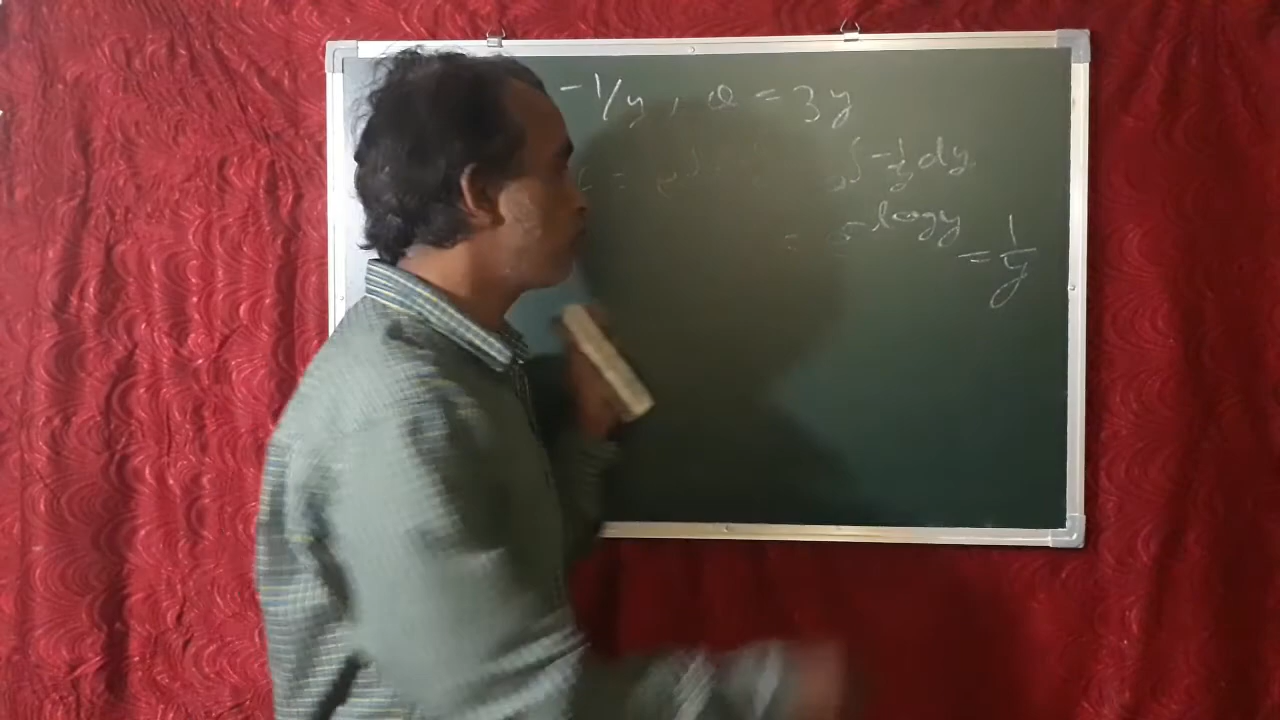 -1/y, Q = 3y
= e^∫ ∫ -1/y dy
= e^-log y = 1/y